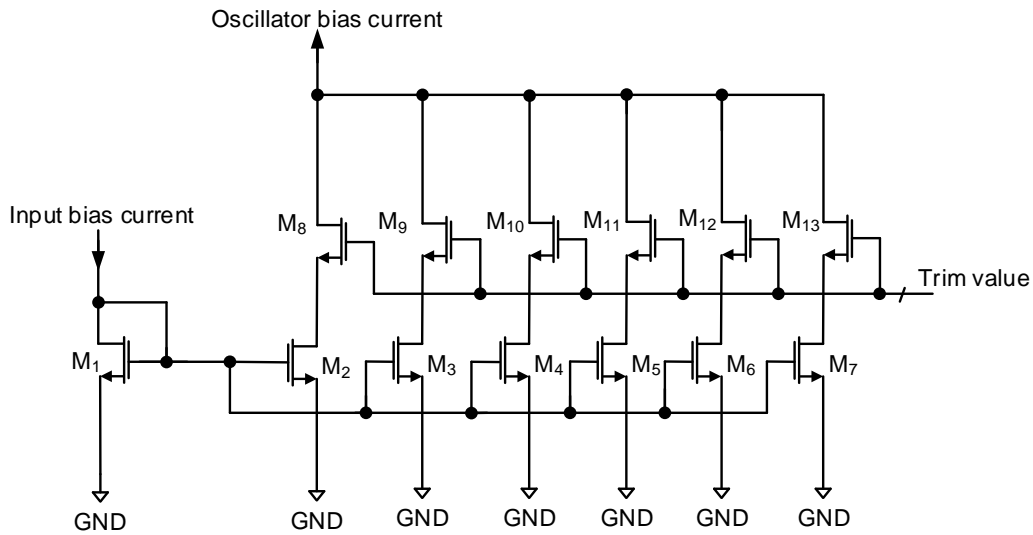 Oscillator bias current
Input bias current
M8
M9
M10
M11
M12
M13
Trim value
M1
M2
M3
M4
M5
M6
M7
GND
GND
GND
GND
GND
GND
GND